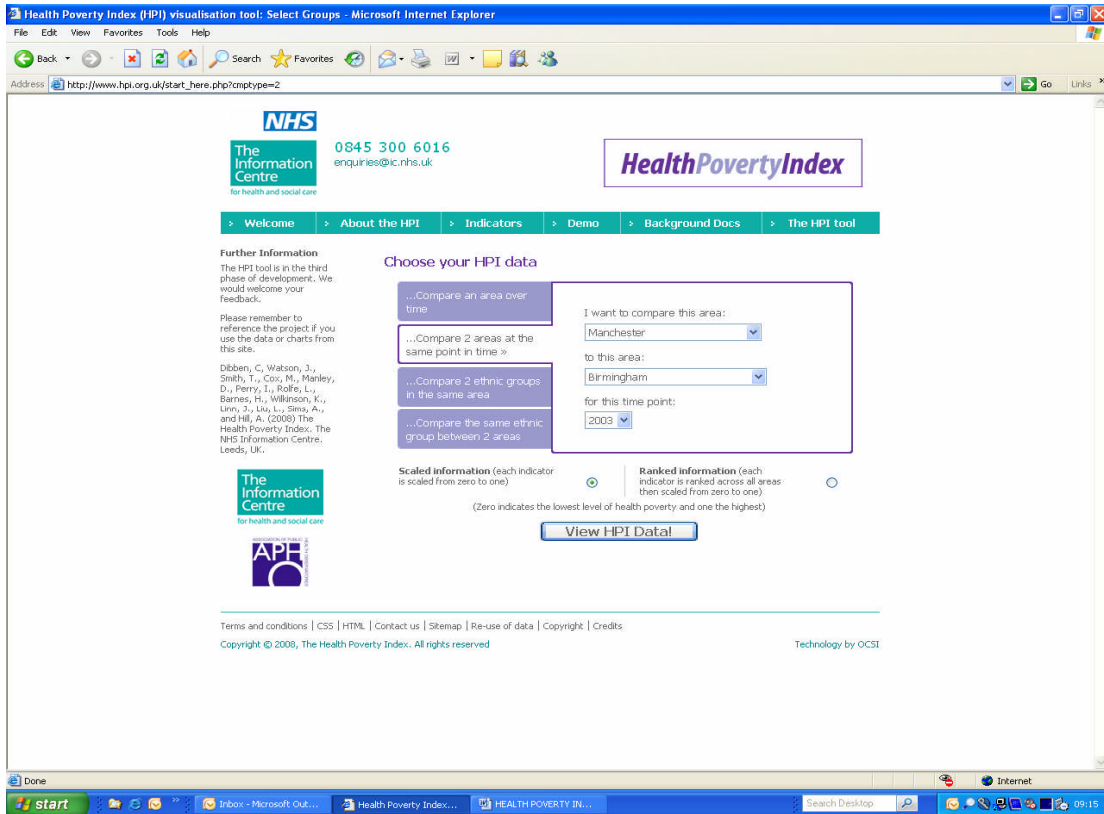 Health Poverty Index (HPI) visualisation tool: Select Groups - Microsoft Internet Explorer
File Edit View Favorites Tools Help
Back Search Favorites
Address http://www.hpi.org.uk/start_here.php?cmptype=2 Go Links »
NHS
The
Information
Centre
for health and social care
0845 300 6016
enquiries@ic.nhs.uk
HealthPovertyIndex
> Welcome > About the HPI > Indicators > Demo > Background Docs > The HPI tool
Further Information
The HPI tool is in the third
phase of development. We
would welcome your
feedback.
Please remember to
reference the project if you
use the data or charts from
this site.
Dibben, C, Watson, J.,
Smith, T., Cox, M., Manley,
D., Perry, I., Rolfe, L.,
Barnes, H., Wilkinson, K.,
Linn, J., Liu, L., Sims, A.,
and Hill, A. (2008) The
Health Poverty Index. The
NHS Information Centre.
Leeds, UK.
The
Information
Centre
for health and social care
APHO
Choose your HPI data
...Compare an area over
time
...Compare 2 areas at the
same point in time »
...Compare 2 ethnic groups
in the same area
...Compare the same ethnic
group between 2 areas
I want to compare this area:
Manchester
to this area:
Birmingham
for this time point:
2003
Scaled information (each indicator
is scaled from zero to one)
Ranked information (each
indicator is ranked across all areas
then scaled from zero to one)
(Zero indicates the lowest level of health poverty and one the highest)
View HPI Data!
Terms and conditions | CSS | HTML | Contact us | Sitemap | Re-use of data | Copyright | Credits
Copyright © 2008, The Health Poverty Index. All rights reserved
Technology by OCSI
Done Internet
start » Inbox - Microsoft Out... Health Poverty Index... HEALTH POVERTY IN... Search Desktop 09:15